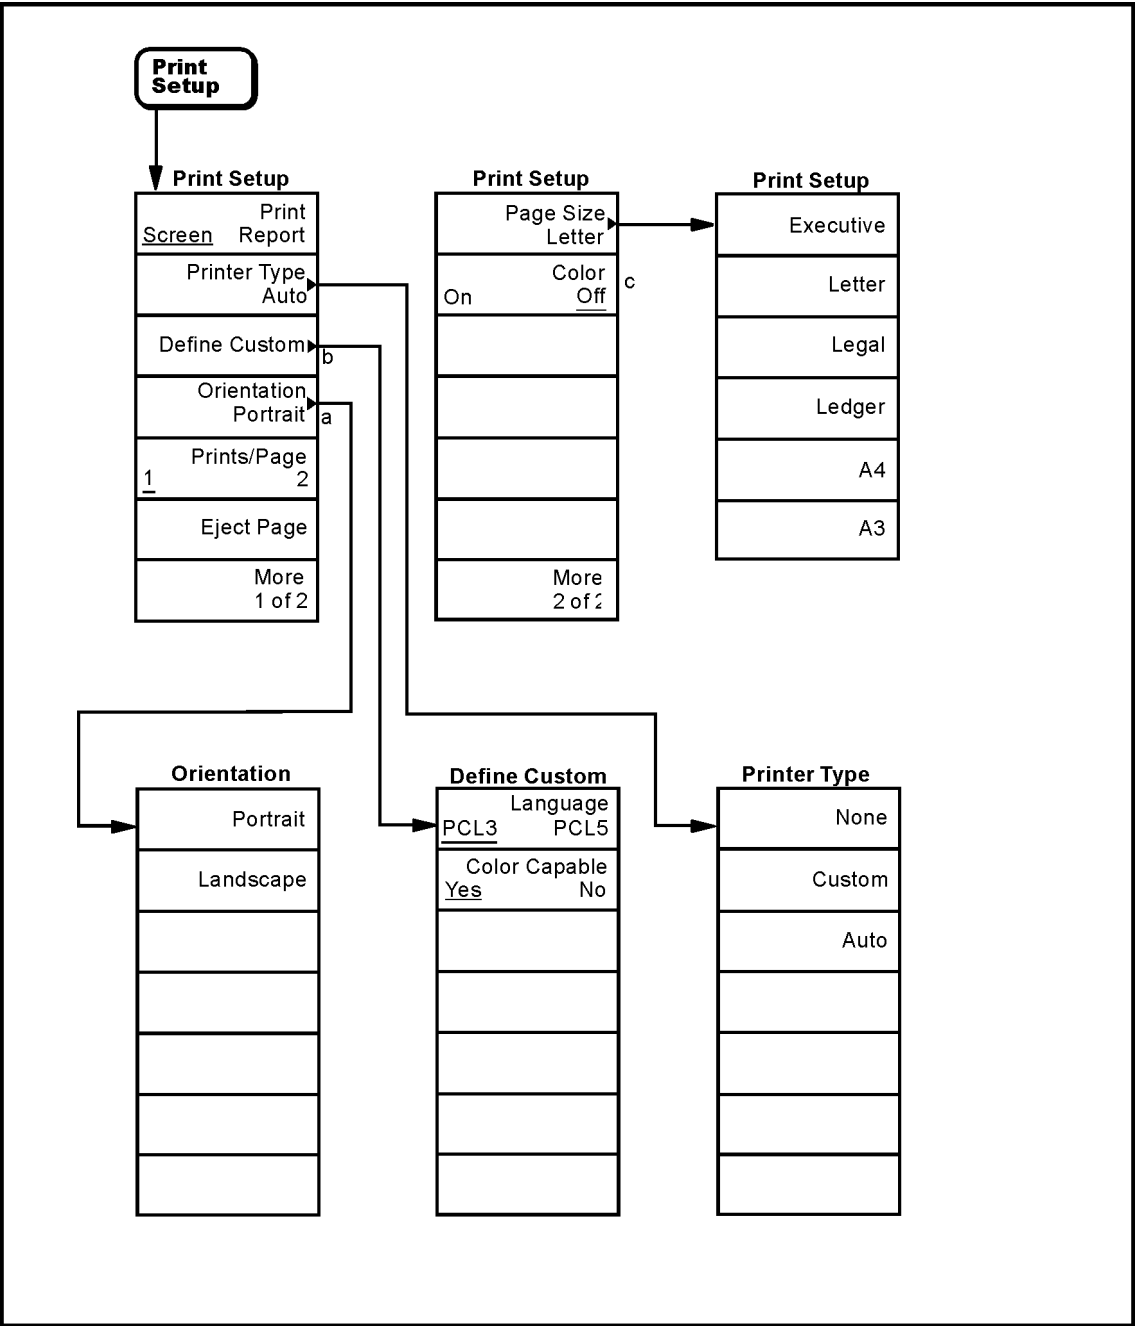 Print
Setup
Print Setup
Print
Screen Report
Printer Type
Auto
Define Custom
b
Orientation
Portrait
a
Prints/Page
1 2
Eject Page
More
1 of 2
Print Setup
Page Size
Letter
Color
On Off
c
More
2 of 2
Print Setup
Executive
Letter
Legal
Ledger
A4
A3
Orientation
Portrait
Landscape
Define Custom
Language
PCL3 PCL5
Color Capable
Yes No
Printer Type
None
Custom
Auto